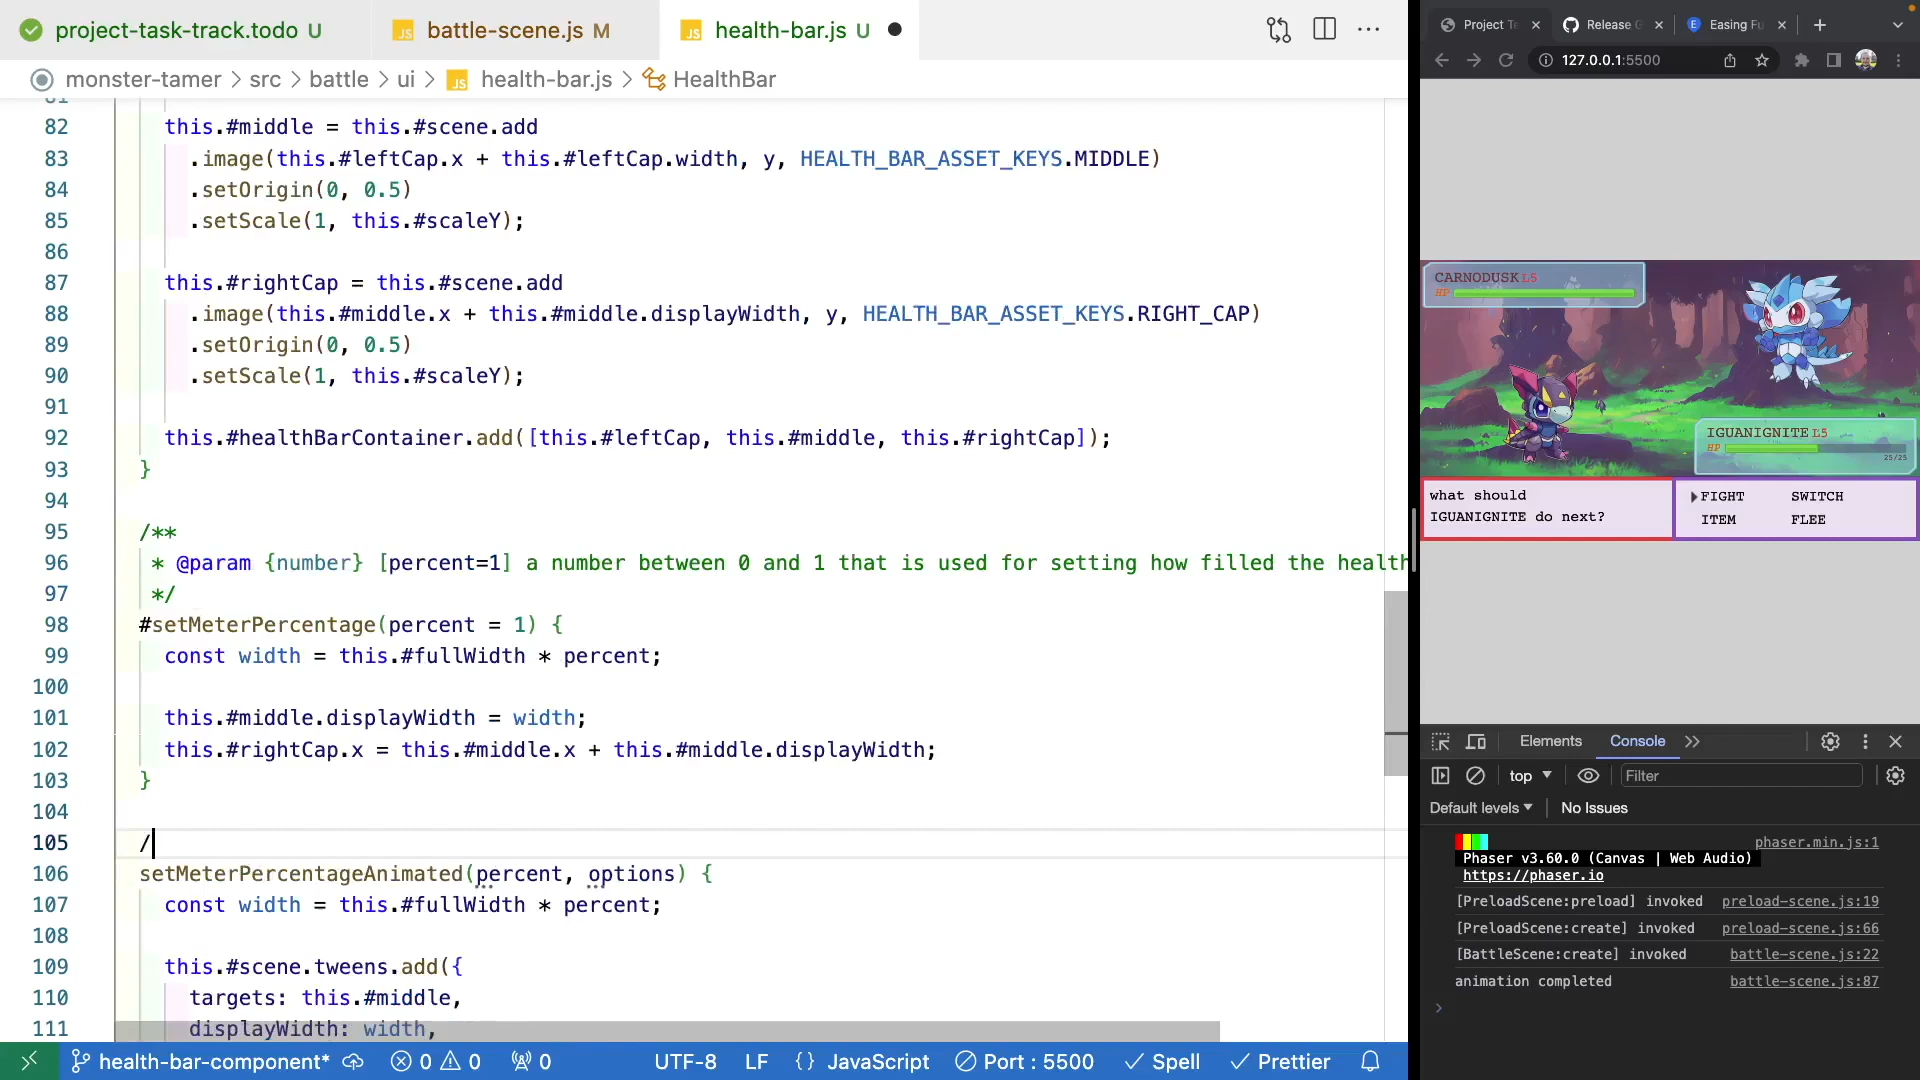 project-task-track.todo U
battle-scene.js M
health-bar.js U
monster-tamer > src > battle > ui > health-bar.js > HealthBar
82 this.#middle = this.#scene.add
83 .image(this.#leftCap.x + this.#leftCap.width, y, HEALTH_BAR_ASSET_KEYS.MIDDLE)
84 .setOrigin(0, 0.5)
85 .setScale(1, this.#scaleY);
86
87 this.#rightCap = this.#scene.add
88 .image(this.#middle.x + this.#middle.displayWidth, y, HEALTH_BAR_ASSET_KEYS.RIGHT_CAP)
89 .setOrigin(0, 0.5)
90 .setScale(1, this.#scaleY);
91
92 this.#healthBarContainer.add([this.#leftCap, this.#middle, this.#rightCap]);
93 }
94
95 /**
96 * @param {number} [percent=1] a number between 0 and 1 that is used for setting how filled the health
97 */
98 #setMeterPercentage(percent = 1) {
99 const width = this.#fullWidth * percent;
100
101 this.#middle.displayWidth = width;
102 this.#rightCap.x = this.#middle.x + this.#middle.displayWidth;
103 }
104
105 /
106 setMeterPercentageAnimated(percent, options) {
107 const width = this.#fullWidth * percent;
108
109 this.#scene.tweens.add({
110 targets: this.#middle,
111 displayWidth: width,
health-bar-component* 0 0 0 UTF-8 LF {} JavaScript Port : 5500 Spell Prettier
Project Te
Release G
Easing Fu
127.0.0.1:5500
CARNODUSK L5
HP
IGUANIGNITE L5
HP
25/25
what should
IGUANIGNITE do next?
FIGHT SWITCH
ITEM FLEE
Elements Console
top Filter
Default levels No Issues
phaser.min.js:1
Phaser v3.60.0 (Canvas | Web Audio)
https://phaser.io
[PreloadScene:preload] invoked preload-scene.js:19
[PreloadScene:create] invoked preload-scene.js:66
[BattleScene:create] invoked battle-scene.js:22
animation completed battle-scene.js:87